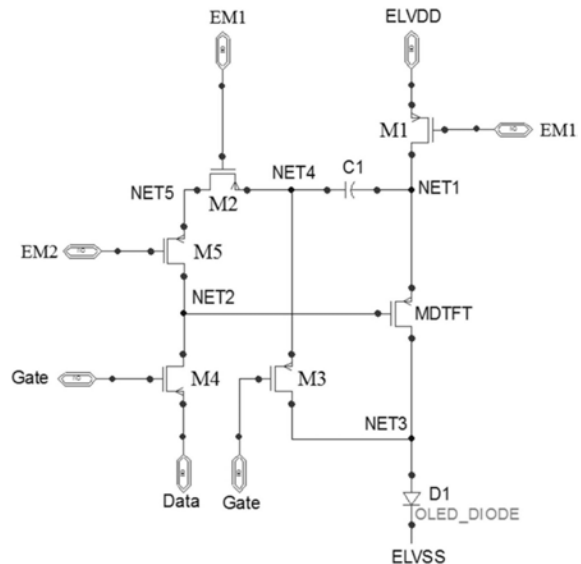 EM1
ELVDD
M1
EM1
NET4
C1
NET5
M2
NET1
EM2
M5
NET2
MDTFT
Gate
M4
M3
NET3
Data
Gate
D1
OLED_DIODE
ELVSS